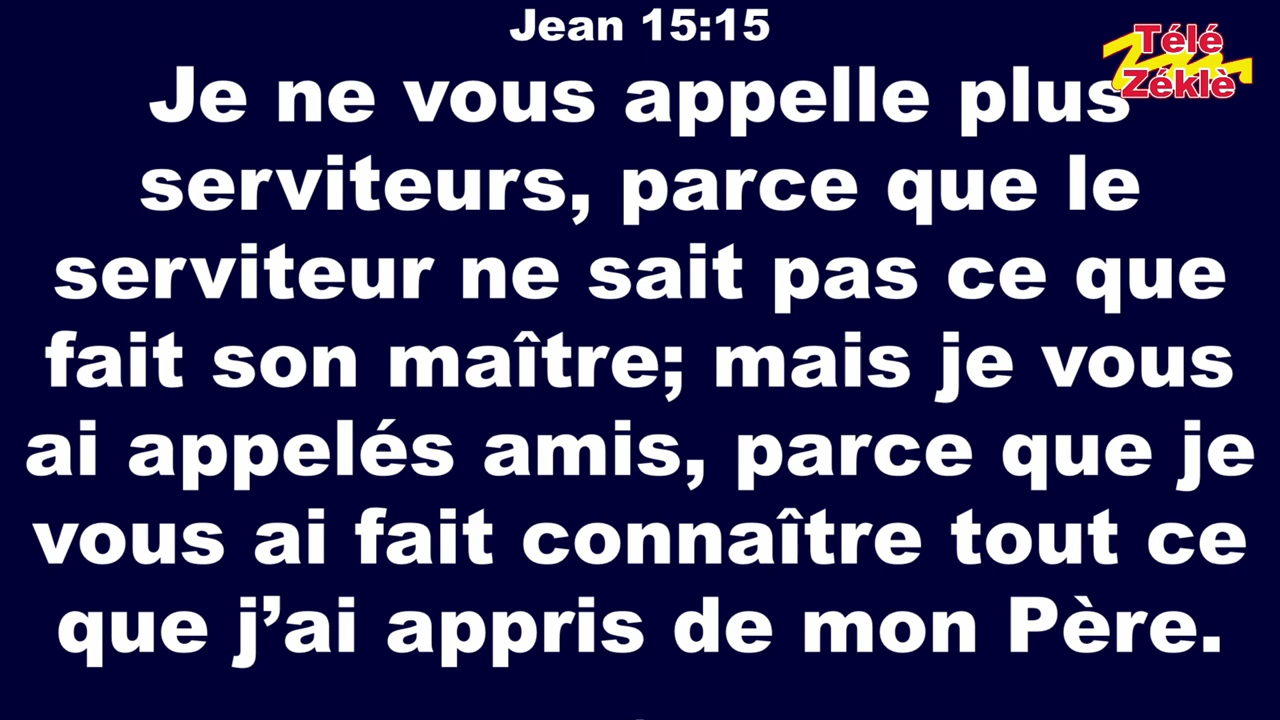 Jean 15:15
Télé
Zéklè
Je ne vous appelle plus
serviteurs, parce que le
serviteur ne sait pas ce que
fait son maître; mais je vous
ai appelés amis, parce que je
vous ai fait connaître tout ce
que j’ai appris de mon Père.